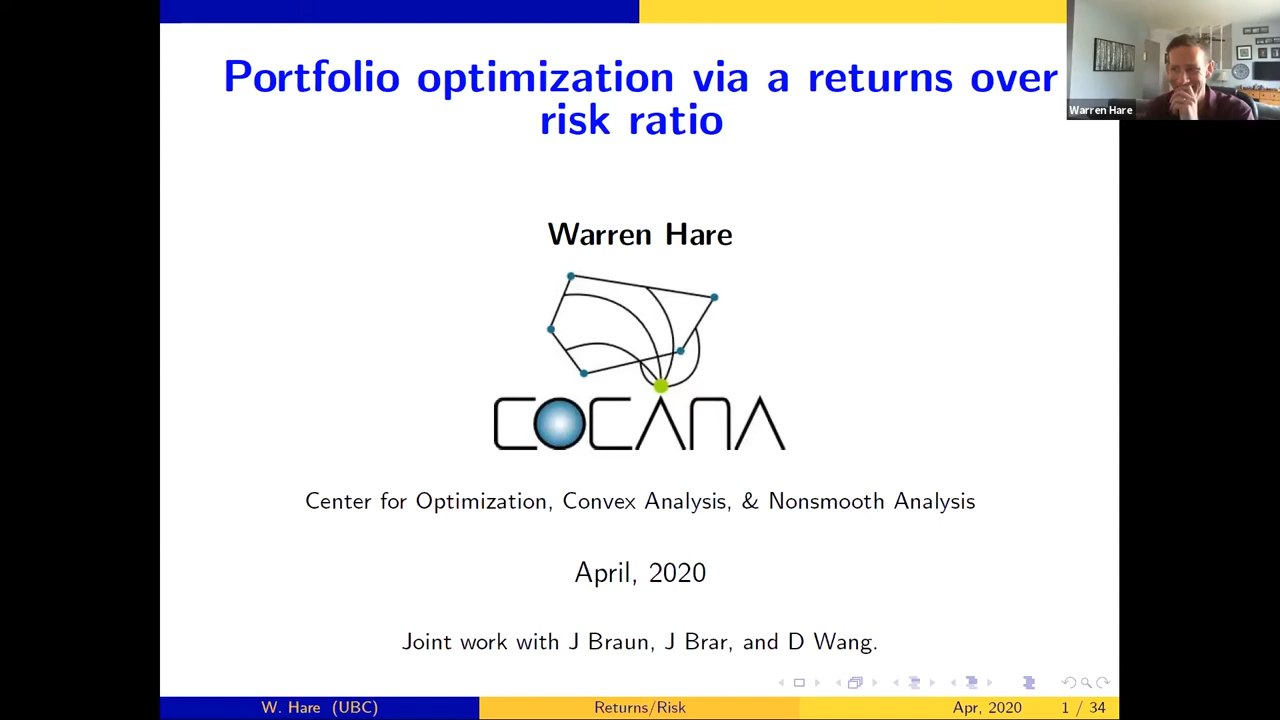 Portfolio optimization via a returns over
risk ratio
Warren Hare
Warren Hare
COCANA
Center for Optimization, Convex Analysis, & Nonsmooth Analysis
April, 2020
Joint work with J Braun, J Brar, and D Wang.
W. Hare (UBC)
Returns/Risk
Apr, 2020
1 / 34